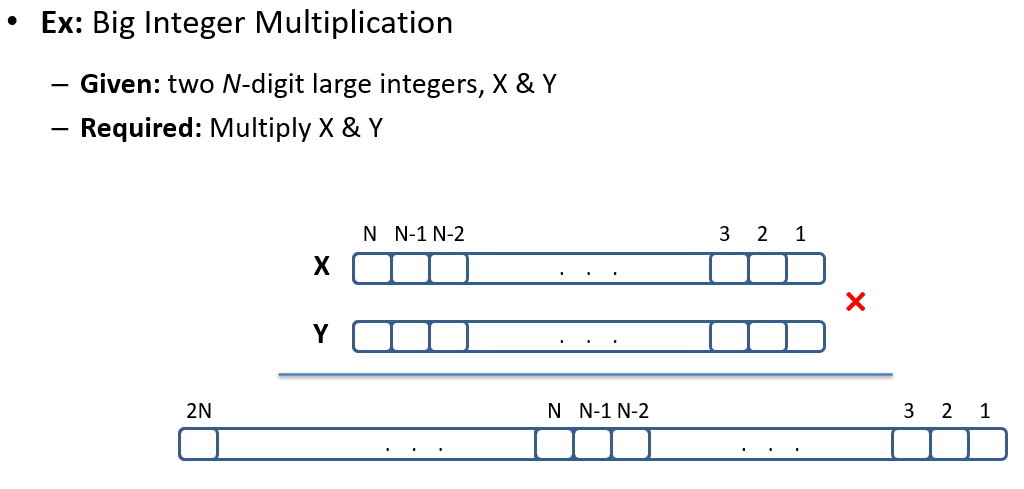 • Ex: Big Integer Multiplication
– Given: two N-digit large integers, X & Y
– Required: Multiply X & Y
N N-1 N-2 3 2 1
X . . .
×
Y . . .
2N N N-1 N-2 3 2 1
. . . . . .